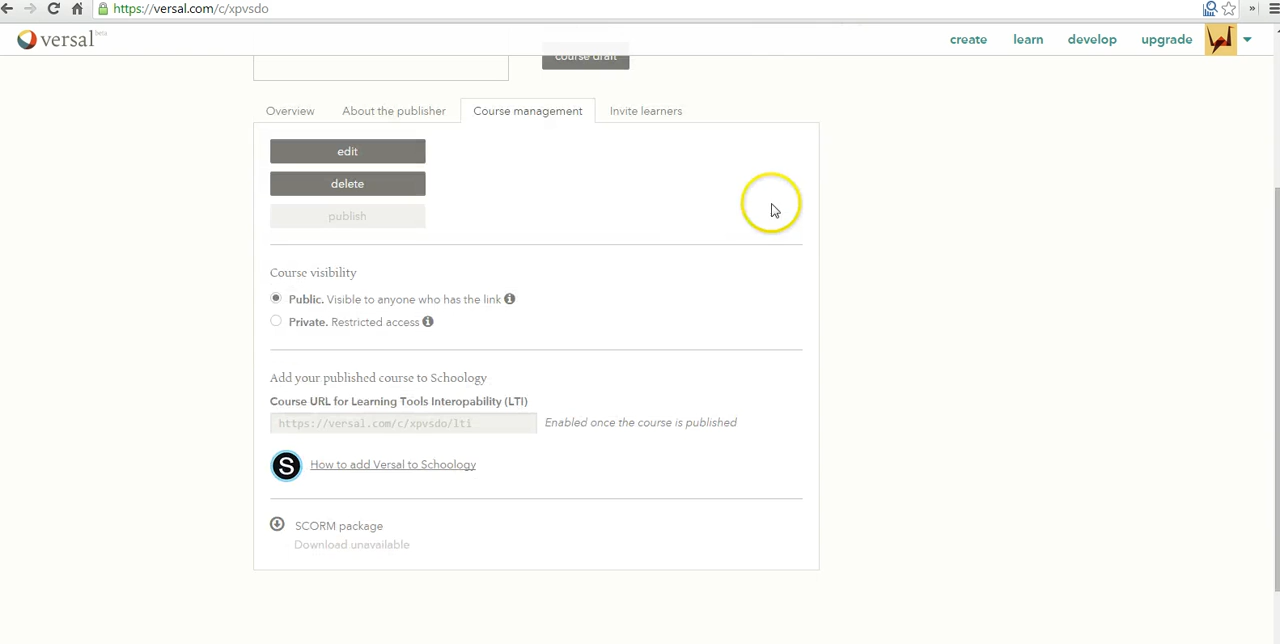 https://versal.com/c/xpvsdo
»
versal beta
create learn develop upgrade
course draft
Overview About the publisher Course management Invite learners
edit
delete
publish
Course visibility
Public. Visible to anyone who has the link
Private. Restricted access
Add your published course to Schoology
Course URL for Learning Tools Interopability (LTI)
https://versal.com/c/xpvsdo/lti Enabled once the course is published
S How to add Versal to Schoology
SCORM package
Download unavailable